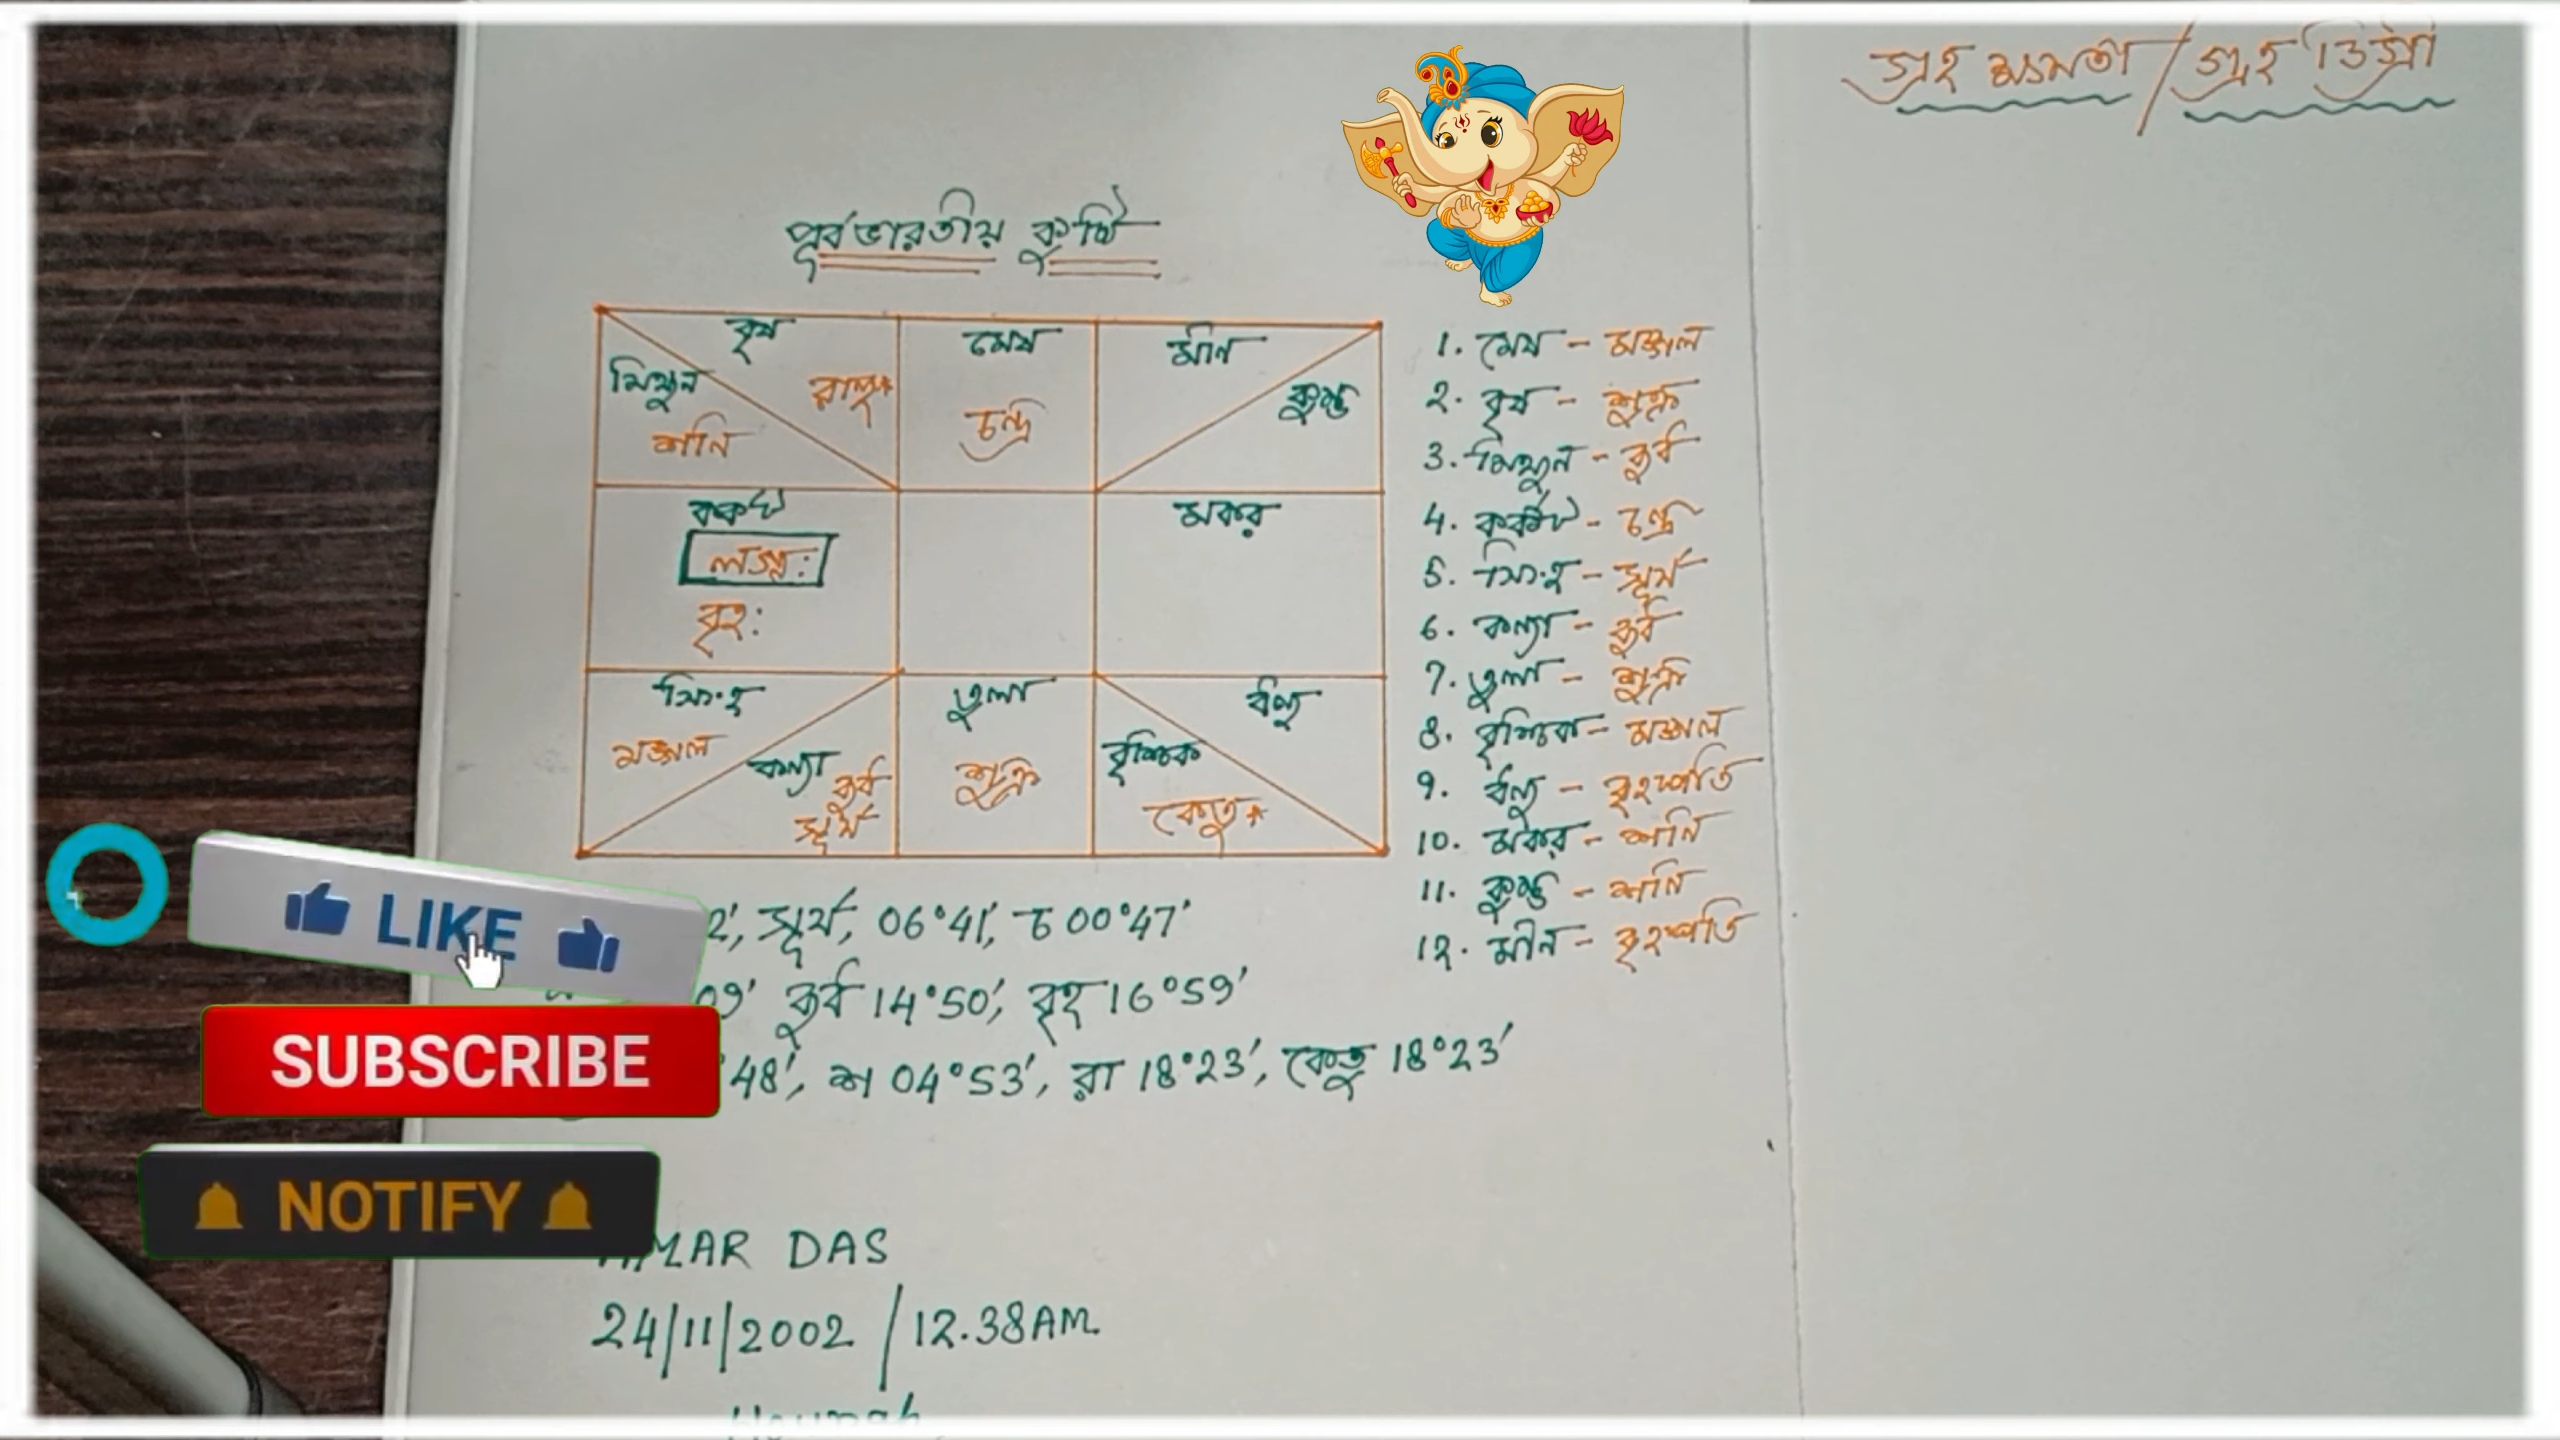 গ্রহ ক্ষমতা / গ্রহ ডিগ্রী
পূর্বভারতীয় কুষ্ঠি
বৃষ
রাহু*
মিথুন
শনি
মেষ
চন্দ্র
মীন
কুম্ভ
কর্কট
লগ্ন:
বৃহ:
মকর
সিংহ
মঙ্গল
কন্যা
বুধ
সূর্য
তুলা
শুক্র
বৃশ্চিক
কেতু*
ধনু
1. মেষ - মঙ্গল
2. বৃষ - শুক্র
3. মিথুন - বুধ
4. কর্কট - চন্দ্র
5. সিংহ - সূর্য
6. কন্যা - বুধ
7. তুলা - শুক্র
8. বৃশ্চিক - মঙ্গল
9. ধনু - বৃহস্পতি
10. মকর - শনি
11. কুম্ভ - শনি
12. মীন - বৃহস্পতি
2', সূর্য, 06°41', চ 00°47'
09' বুধ 14°50', বৃহ 16°59'
°48', শ 04°53', রা 18°23', কেতু 18°23'
LIKE
SUBSCRIBE
NOTIFY
DAS
24/11/2002 / 12.38AM